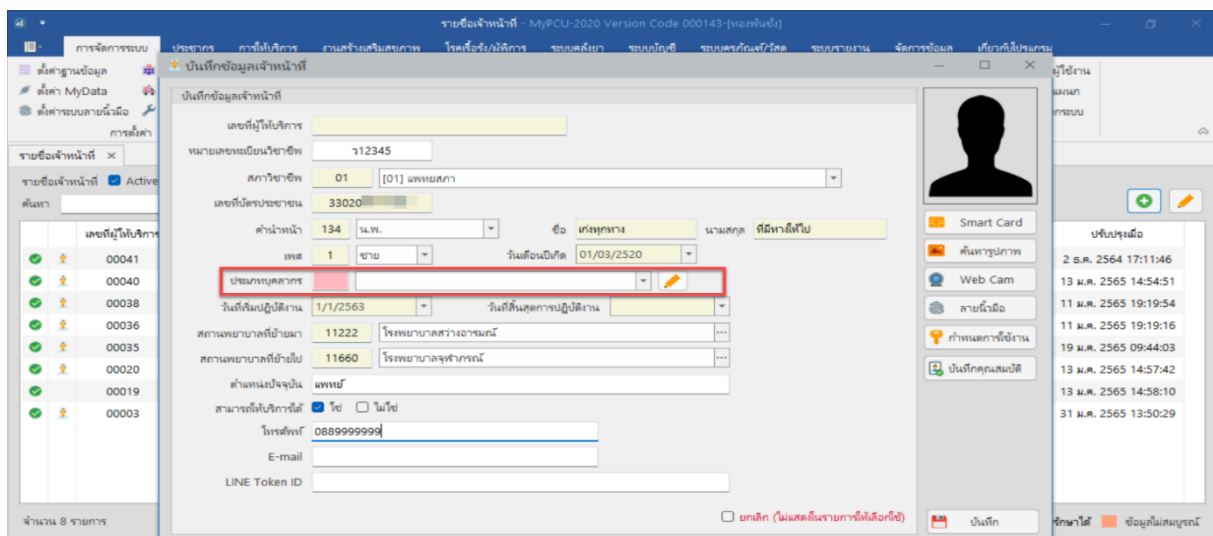 รายชื่อเจ้าหน้าที่ - MyPCU-2020 Version Code 000143-[ห้องฟันชั้1]
การจัดการระบบ ประชากร การให้บริการ งานสร้างเสริมสุขภาพ โรคเรื้อรัง/ผู้พิการ ระบบคลังยา ระบบบัญชี ระบบครุภัณฑ์/วัสดุ ระบบรายงาน จัดการข้อมูล เกี่ยวกับโปรแกรม
ตั้งค่าฐานข้อมูล
ตั้งค่า MyData
ตั้งค่าระบบลายนิ้วมือ
การตั้งค่า
ผู้ใช้งาน
รายชื่อเจ้าหน้าที่
รายชื่อเจ้าหน้าที่ Active
ค้นหา
เลขที่ผู้ให้บริการ
00041
00040
00038
00036
00035
00020
00019
00003
จำนวน 8 รายการ
บันทึกข้อมูลเจ้าหน้าที่
บันทึกข้อมูลเจ้าหน้าที่
เลขที่ผู้ให้บริการ
หมายเลขทะเบียนวิชาชีพ ว12345
สภาวิชาชีพ 01 [01] แพทยสภา
เลขที่บัตรประชาชน 33020
คำนำหน้า 134 น.พ. ชื่อ เก่งทุกทาง นามสกุล ที่มีทางให้ไป
เพศ 1 ชาย วันเดือนปีเกิด 01/03/2520
ประเภทบุคลากร
วันที่เริ่มปฏิบัติงาน 1/1/2563 วันที่สิ้นสุดการปฏิบัติงาน
สถานพยาบาลที่ย้ายมา 11222 โรงพยาบาลสว่างอารมณ์
สถานพยาบาลที่ย้ายไป 11660 โรงพยาบาลจุฬาภรณ์
ตำแหน่งปัจจุบัน แพทย์
สามารถให้บริการได้ ใช่ ไม่ใช่
โทรศัพท์ 0889999999
E-mail
LINE Token ID
ยกเลิก (ไม่แสดงในรายการให้เลือกใช้)
Smart Card
ค้นหารูปภาพ
Web Cam
ลายนิ้วมือ
กำหนดการใช้งาน
บันทึกคุณสมบัติ
บันทึก
ปรับปรุงเมื่อ
2 ธ.ค. 2564 17:11:46
13 ม.ค. 2565 14:54:51
11 ม.ค. 2565 19:19:54
11 ม.ค. 2565 19:19:16
19 ม.ค. 2565 09:44:03
13 ม.ค. 2565 14:57:42
13 ม.ค. 2565 14:58:10
31 ม.ค. 2565 13:50:29
รักษาได้ ข้อมูลไม่สมบูรณ์